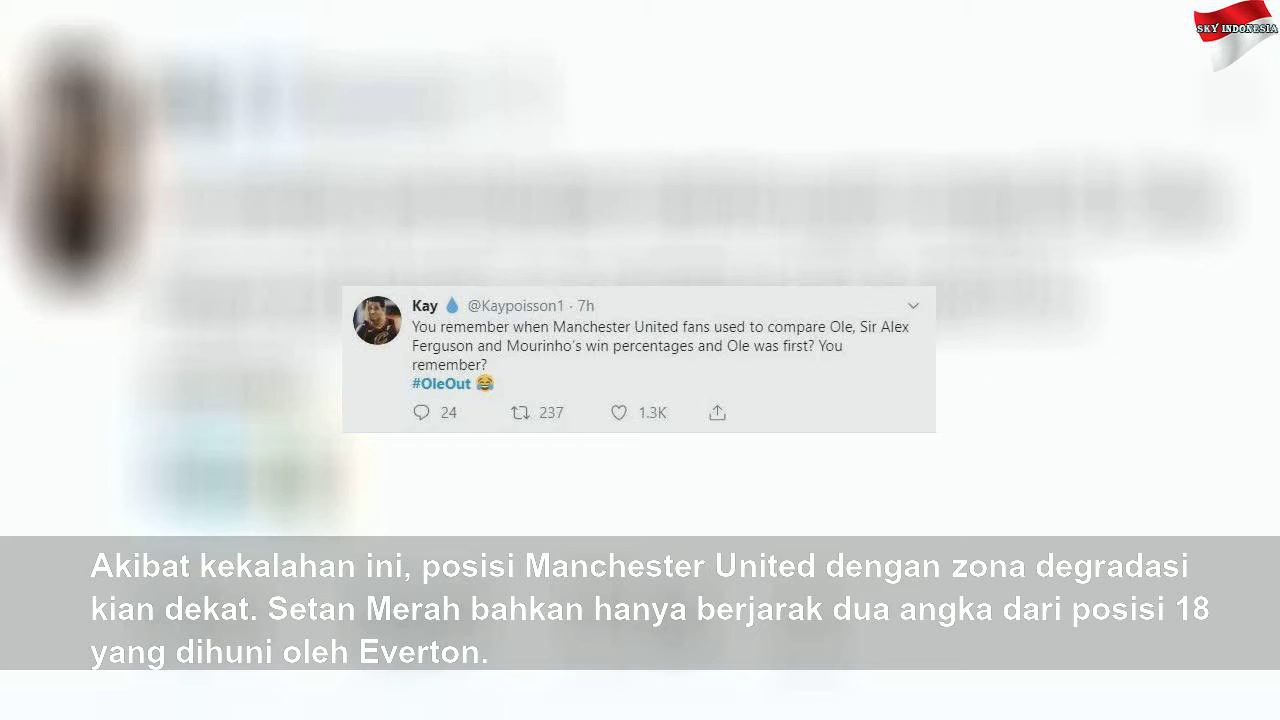 SKY INDONESIA
Kay 💧 @Kaypoisson1 · 7h
You remember when Manchester United fans used to compare Ole, Sir Alex
Ferguson and Mourinho's win percentages and Ole was first? You
remember?
#OleOut 😂
24 237 1.3K
Akibat kekalahan ini, posisi Manchester United dengan zona degradasi
kian dekat. Setan Merah bahkan hanya berjarak dua angka dari posisi 18
yang dihuni oleh Everton.